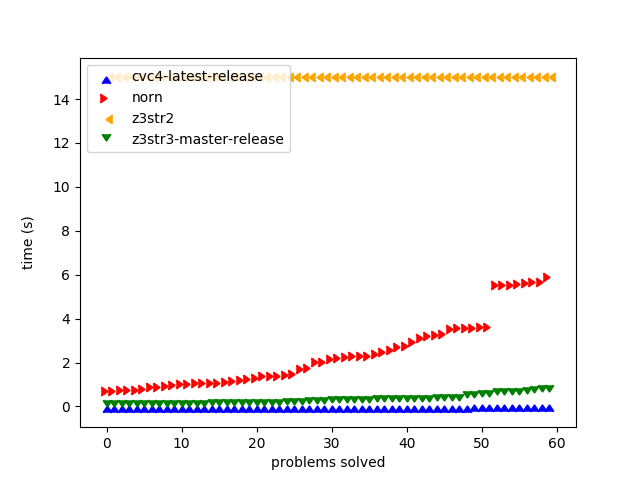 cvc4-latest-release
norn
z3str2
z3str3-master-release
14
12
10
8
6
4
2
0
time (s)
0 10 20 30 40 50 60
problems solved